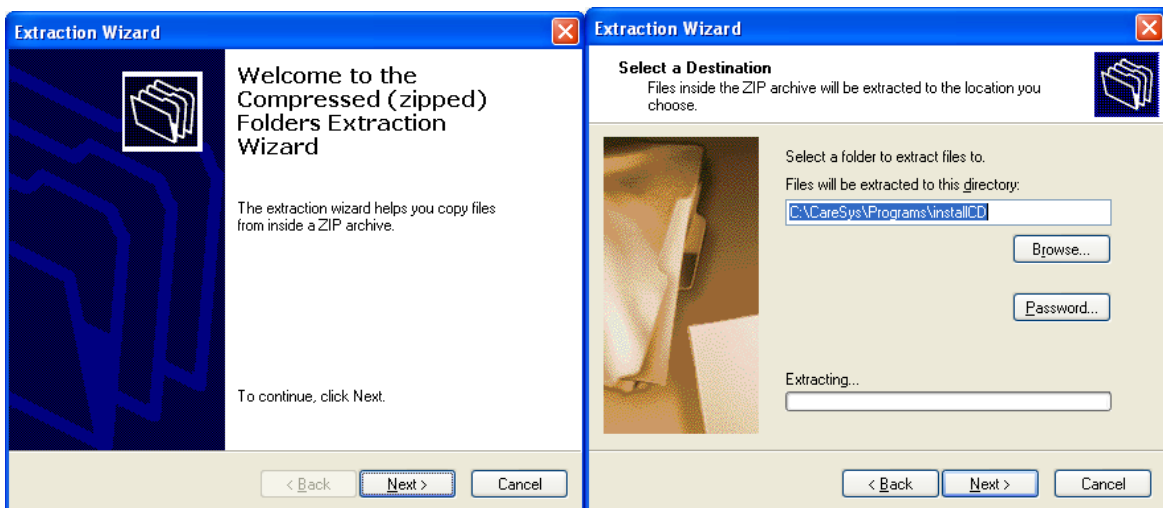 Extraction Wizard
Welcome to the
Compressed (zipped)
Folders Extraction
Wizard
The extraction wizard helps you copy files
from inside a ZIP archive.
To continue, click Next.
< Back
Next >
Cancel
Extraction Wizard
Select a Destination
Files inside the ZIP archive will be extracted to the location you
choose.
Select a folder to extract files to.
Files will be extracted to this directory:
C:\CareSys\Programs\installCD
Browse...
Password...
Extracting...
< Back
Next >
Cancel